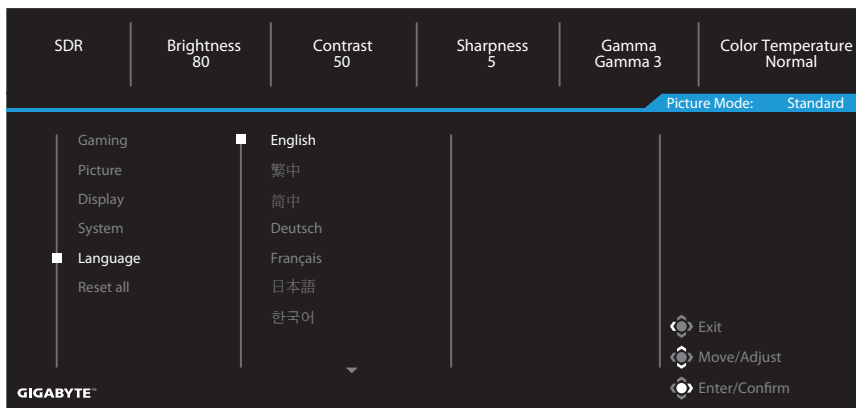 SDR
Brightness
80
Contrast
50
Sharpness
5
Gamma
Gamma 3
Color Temperature
Normal
Picture Mode: Standard
Gaming
Picture
Display
System
Language
Reset all
English
繁中
简中
Deutsch
Français
日本語
한국어
Exit
Move/Adjust
Enter/Confirm
GIGABYTE™